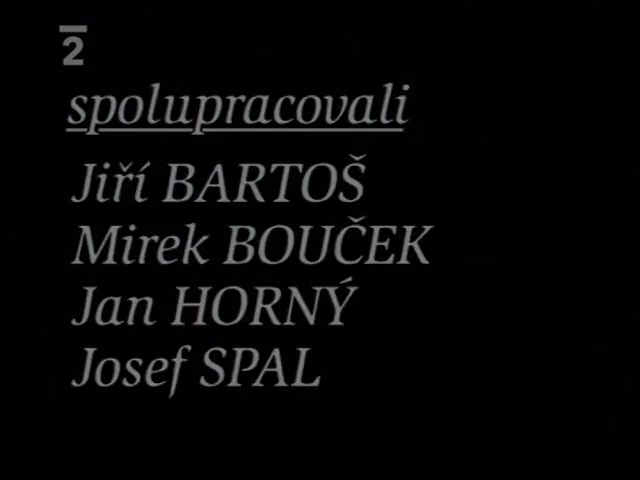 2
spolupracovali
Jiří BARTOŠ
Mirek BOUČEK
Jan HORNÝ
Josef SPAL